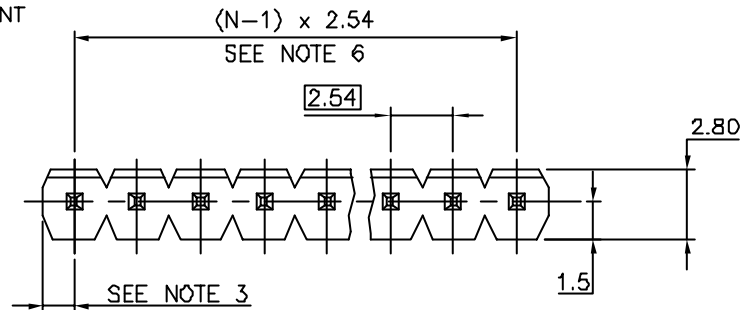 NT
(N-1) x 2.54
SEE NOTE 6
2.54
2.80
1.5
SEE NOTE 3